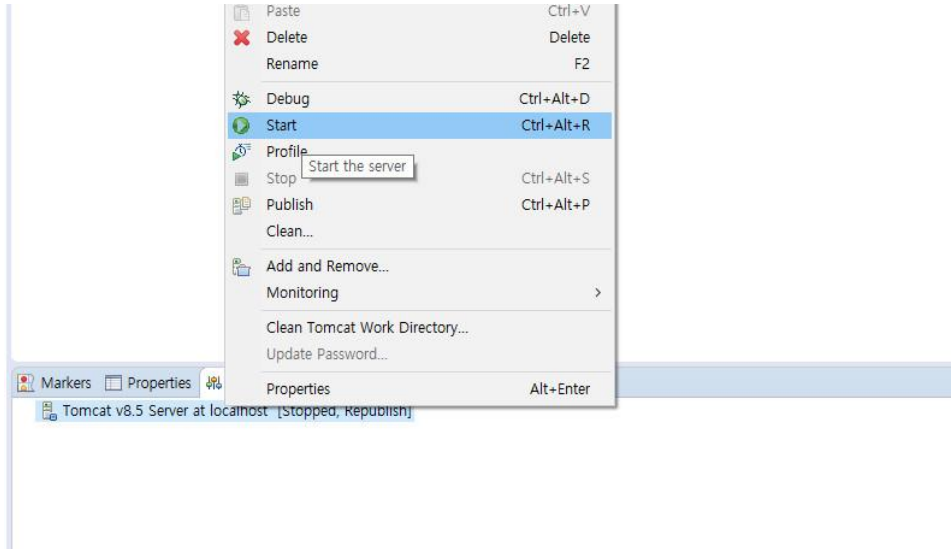 Paste Ctrl+V
Delete Delete
Rename F2
Debug Ctrl+Alt+D
Start Ctrl+Alt+R
Profile
Start the server
Stop Ctrl+Alt+S
Publish Ctrl+Alt+P
Clean...
Add and Remove...
Monitoring >
Clean Tomcat Work Directory...
Update Password...
Properties Alt+Enter
Markers Properties
Tomcat v8.5 Server at localhost [Stopped, Republish]